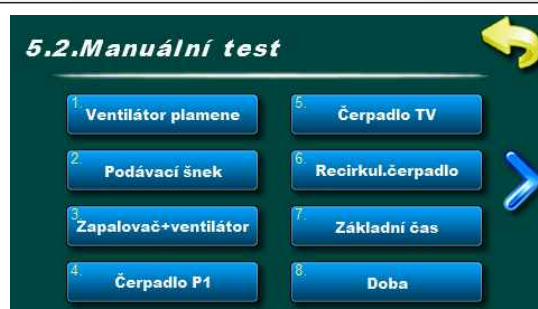 5.2.Manuální test
1. Ventilátor plamene
2. Podávací šnek
3. Zapalovač+ventilátor
4. Čerpadlo P1
5. Čerpadlo TV
6. Recirkul.čerpadlo
7. Základní čas
8. Doba